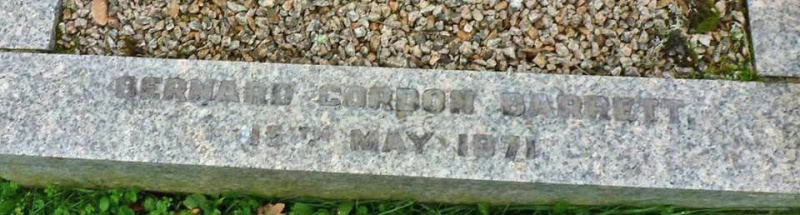 BERNARD GORDON BARRETT,
15TH MAY 1971